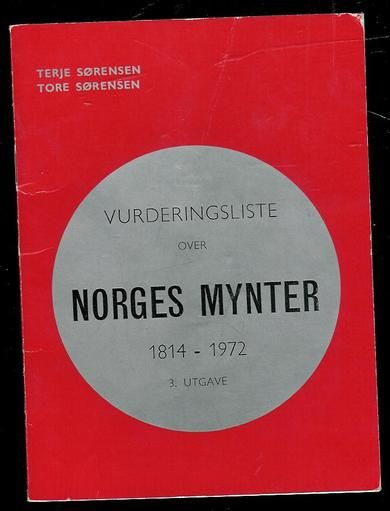 TERJE SØRENSEN
TORE SØRENSEN
VURDERINGSLISTE
OVER
NORGES MYNTER
1814 - 1972
3. UTGAVE